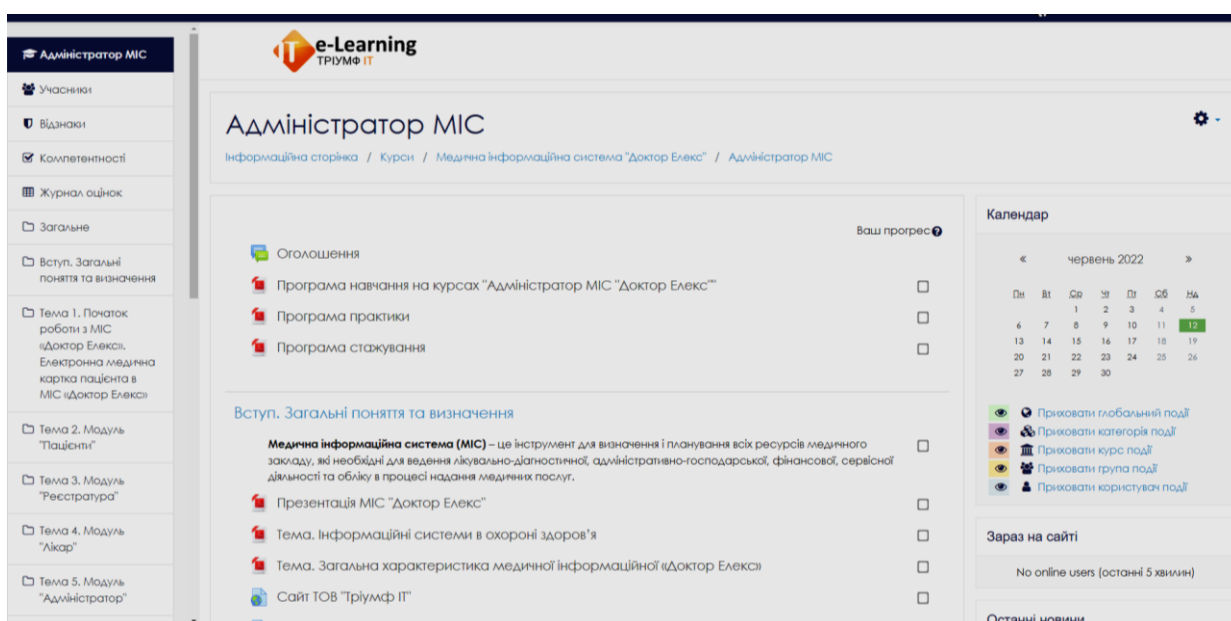 Адміністратор МІС
Учасники
Відзнаки
Компетентності
Журнал оцінок
Загальне
Вступ. Загальні
поняття та визначення
Тема 1. Початок
роботи з МІС
«Доктор Елекс».
Електронна медична
картка пацієнта в
МІС «Доктор Елекс»
Тема 2. Модуль
"Пацієнти"
Тема 3. Модуль
"Реєстратура"
Тема 4. Модуль
"Лікар"
Тема 5. Модуль
"Адміністратор"
e-Learning
ТРІУМФ ІТ
Адміністратор МІС
Інформаційна сторінка / Курси / Медична інформаційна система "Доктор Елекс" / Адміністратор МІС
Ваш прогрес
Оголошення
Програма навчання на курсах "Адміністратор МІС "Доктор Елекс""
Програма практики
Програма стажування
Вступ. Загальні поняття та визначення
Медична інформаційна система (МІС) – це інструмент для визначення і планування всіх ресурсів медичного
закладу, які необхідні для ведення лікувально-діагностичної, адміністративно-господарської, фінансової, сервісної
діяльності та обліку в процесі надання медичних послуг.
Презентація МІС "Доктор Елекс"
Тема. Інформаційні системи в охороні здоров'я
Тема. Загальна характеристика медичної інформаційної «Доктор Елекс»
Сайт ТОВ "Тріумф ІТ"
Календар
« червень 2022 »
Пн Вт Ср Чт Пт Сб Нд
1 2 3 4 5
6 7 8 9 10 11 12
13 14 15 16 17 18 19
20 21 22 23 24 25 26
27 28 29 30
Приховати глобальний події
Приховати категорія події
Приховати курс події
Приховати група події
Приховати користувач події
Зараз на сайті
No online users (останні 5 хвилин)
Останні новини